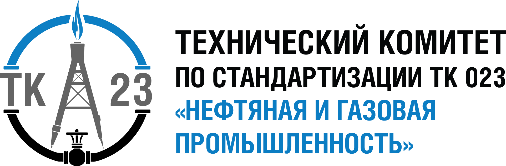 ТК 23
ТЕХНИЧЕСКИЙ КОМИТЕТ
ПО СТАНДАРТИЗАЦИИ ТК 023
«НЕФТЯНАЯ И ГАЗОВАЯ
ПРОМЫШЛЕННОСТЬ»